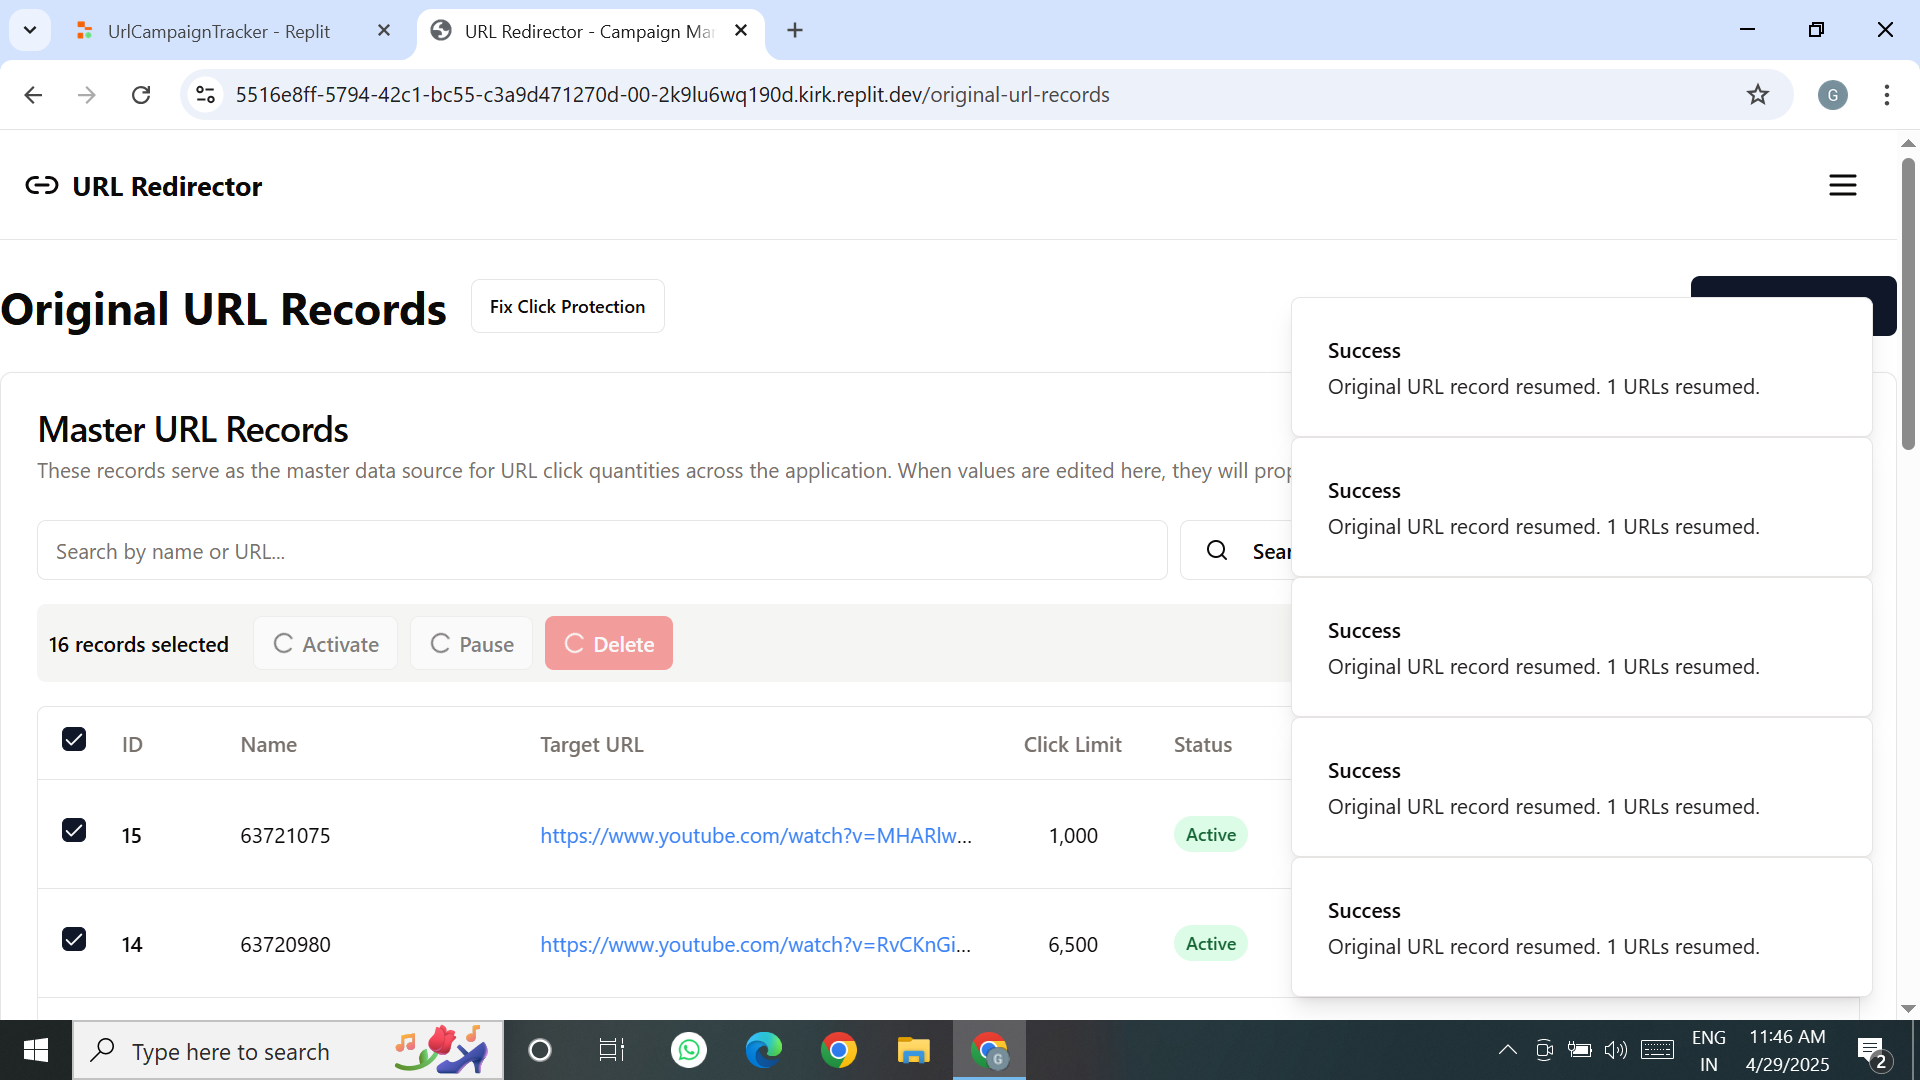 UrlCampaignTracker - Replit
URL Redirector - Campaign Ma
5516e8ff-5794-42c1-bc55-c3a9d471270d-00-2k9lu6wq190d.kirk.replit.dev/original-url-records
G
URL Redirector
Original URL Records
Fix Click Protection
Master URL Records
These records serve as the master data source for URL click quantities across the application. When values are edited here, they will prop
Search by name or URL...
Sear
16 records selected
Activate
Pause
Delete
ID
Name
Target URL
Click Limit
Status
15
63721075
https://www.youtube.com/watch?v=MHARlw...
1,000
Active
14
63720980
https://www.youtube.com/watch?v=RvCKnGi...
6,500
Active
Success
Original URL record resumed. 1 URLs resumed.
Success
Original URL record resumed. 1 URLs resumed.
Success
Original URL record resumed. 1 URLs resumed.
Success
Original URL record resumed. 1 URLs resumed.
Success
Original URL record resumed. 1 URLs resumed.
Type here to search
G
ENG
IN
11:46 AM
4/29/2025
2